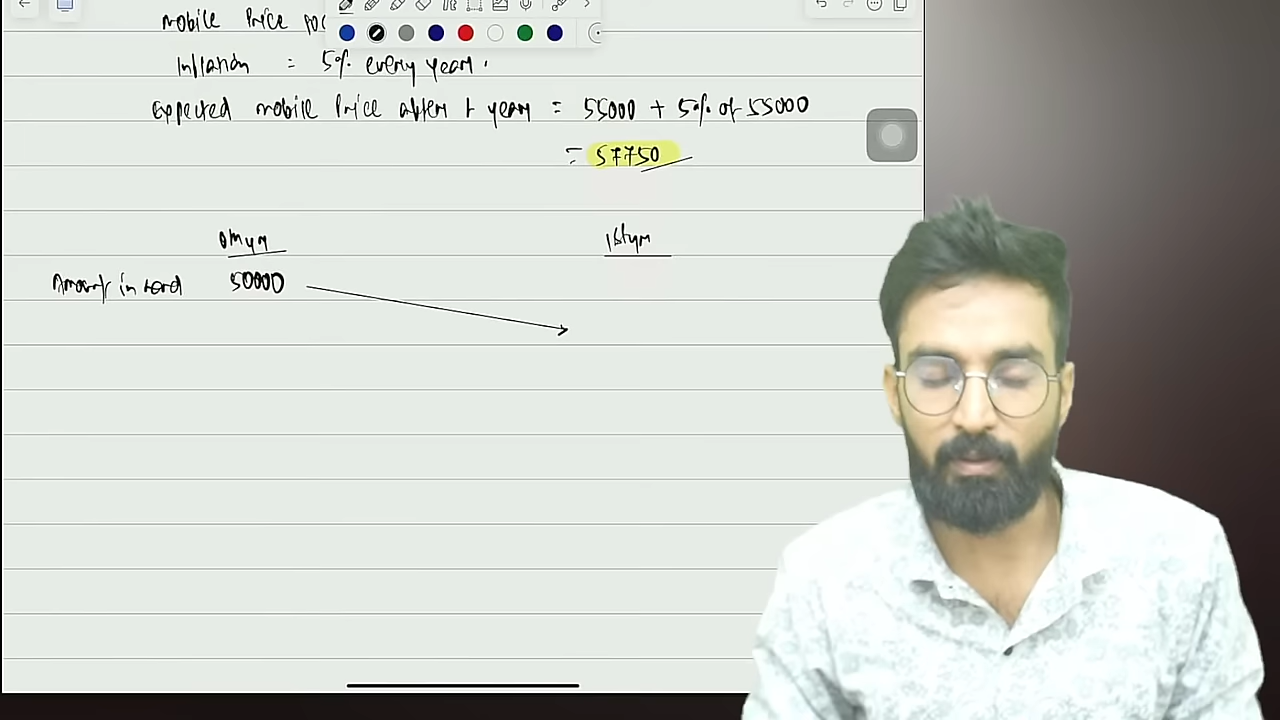 mobile Price
Inflation = 5% every year.
Expected mobile Price after 1 year = 55000 + 5% of 55000
= 57750
0th yr 1st yr
Amount in hand 50000